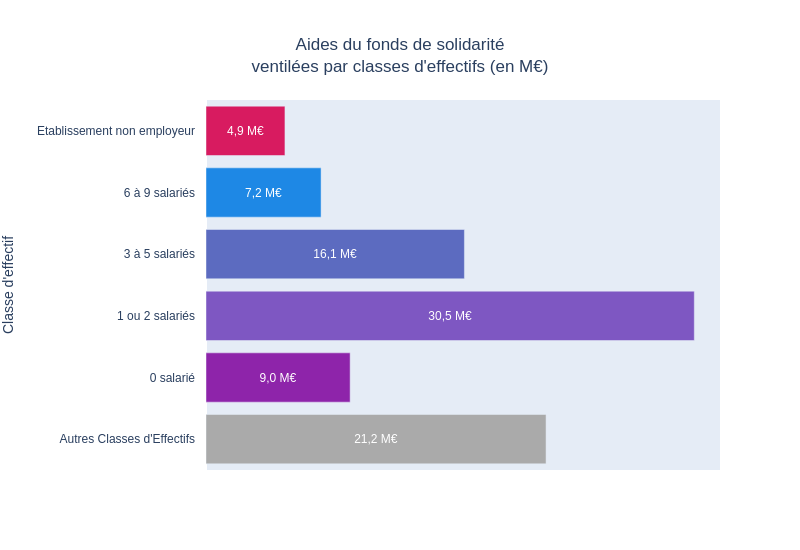 Aides du fonds de solidarité
ventilées par classes d'effectifs (en M€)
Classe d'effectif
Etablissement non employeur
4,9 M€
6 à 9 salariés
7,2 M€
3 à 5 salariés
16,1 M€
1 ou 2 salariés
30,5 M€
0 salarié
9,0 M€
Autres Classes d'Effectifs
21,2 M€